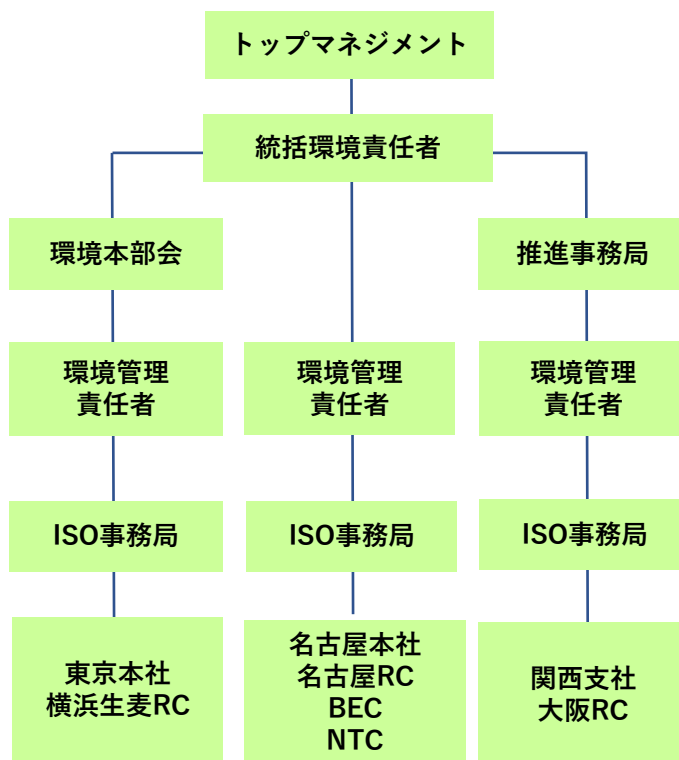 トップマネジメント
統括環境責任者
環境本部会
推進事務局
環境管理
責任者
環境管理
責任者
環境管理
責任者
ISO事務局
ISO事務局
ISO事務局
東京本社
横浜生麦RC
名古屋本社
名古屋RC
BEC
NTC
関西支社
大阪RC